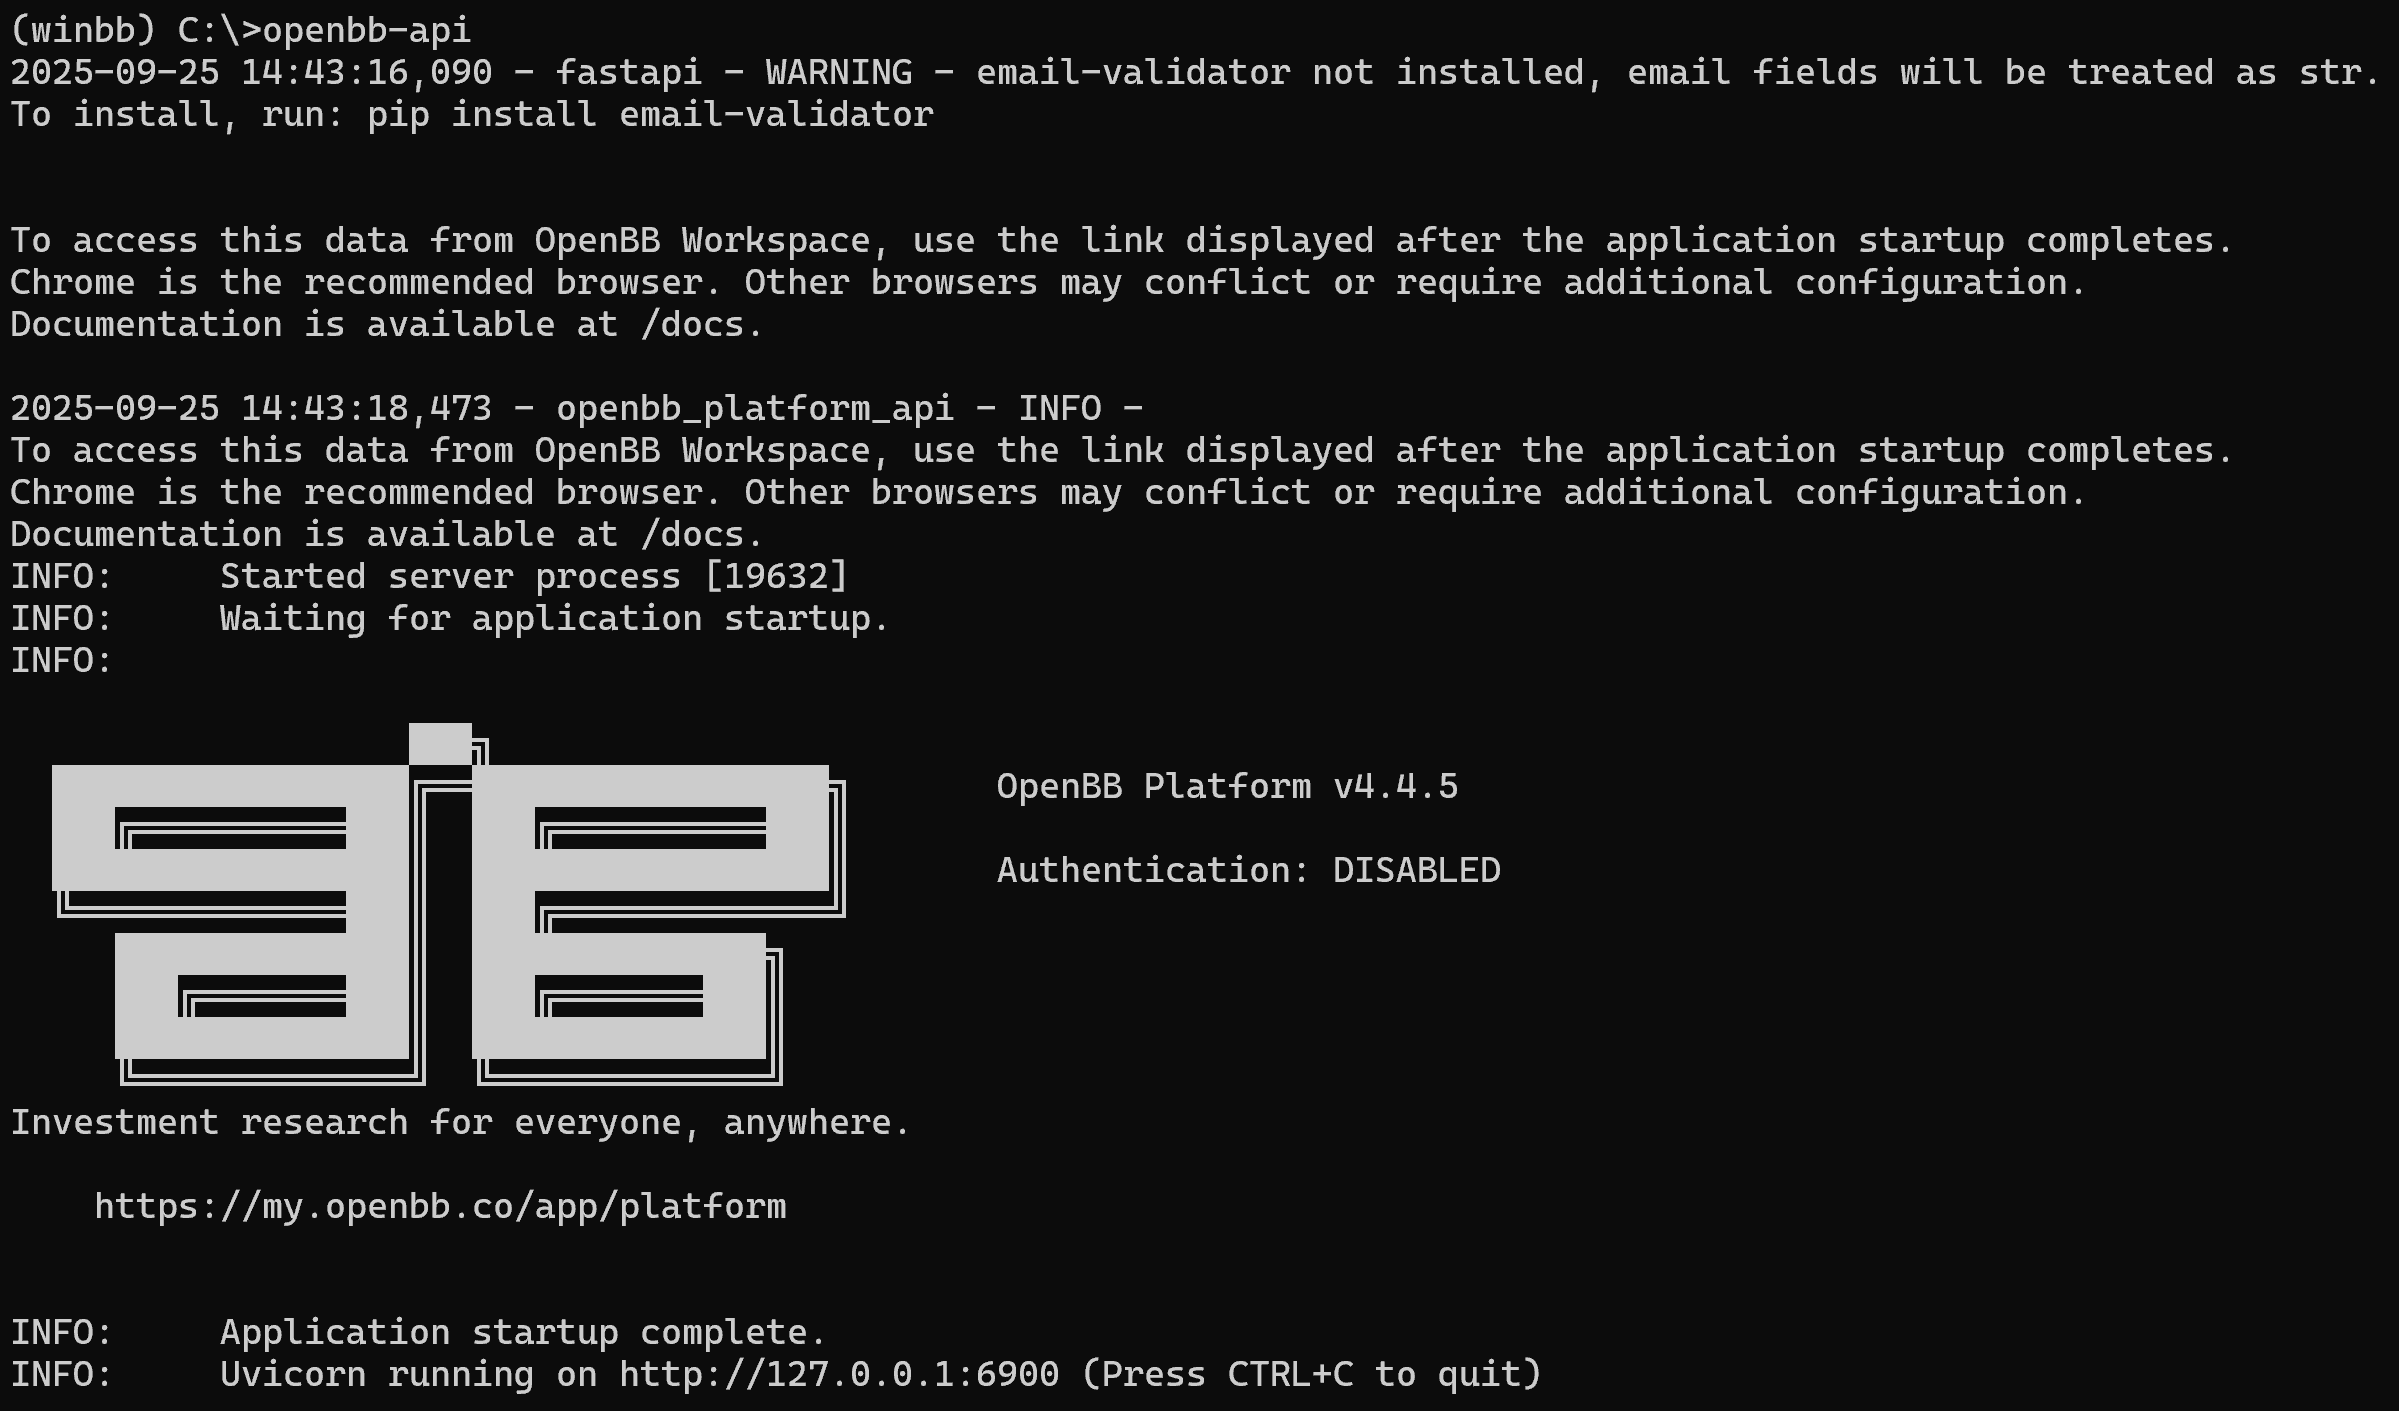 (winbb) C:\>openbb-api
2025-09-25 14:43:16,090 - fastapi - WARNING - email-validator not installed, email fields will be treated as str.
To install, run: pip install email-validator
To access this data from OpenBB Workspace, use the link displayed after the application startup completes.
Chrome is the recommended browser. Other browsers may conflict or require additional configuration.
Documentation is available at /docs.
2025-09-25 14:43:18,473 - openbb_platform_api - INFO -
To access this data from OpenBB Workspace, use the link displayed after the application startup completes.
Chrome is the recommended browser. Other browsers may conflict or require additional configuration.
Documentation is available at /docs.
INFO:     Started server process [19632]
INFO:     Waiting for application startup.
INFO:
OpenBB Platform v4.4.5
Authentication: DISABLED
Investment research for everyone, anywhere.
https://my.openbb.co/app/platform
INFO:     Application startup complete.
INFO:     Uvicorn running on http://127.0.0.1:6900 (Press CTRL+C to quit)